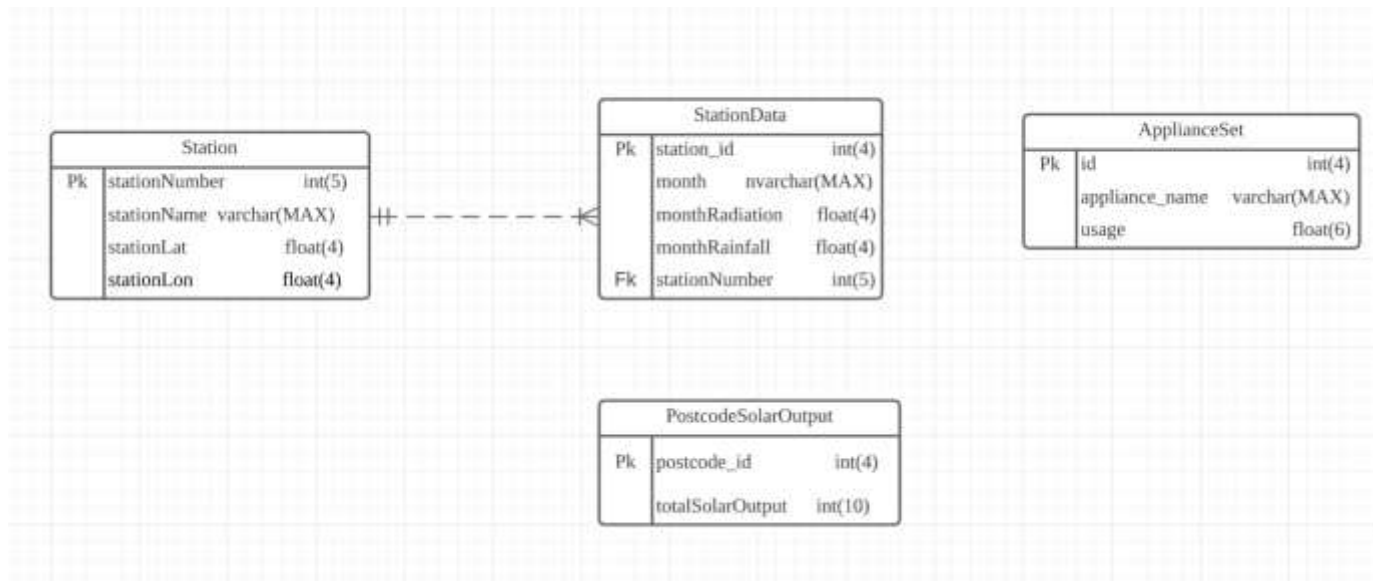 Station
Pk stationNumber int(5)
stationName varchar(MAX)
stationLat float(4)
stationLon float(4)
StationData
Pk station_id int(4)
month nvarchar(MAX)
monthRadiation float(4)
monthRainfall float(4)
Fk stationNumber int(5)
ApplianceSet
Pk id int(4)
appliance_name varchar(MAX)
usage float(6)
PostcodeSolarOutput
Pk postcode_id int(4)
totalSolarOutput int(10)